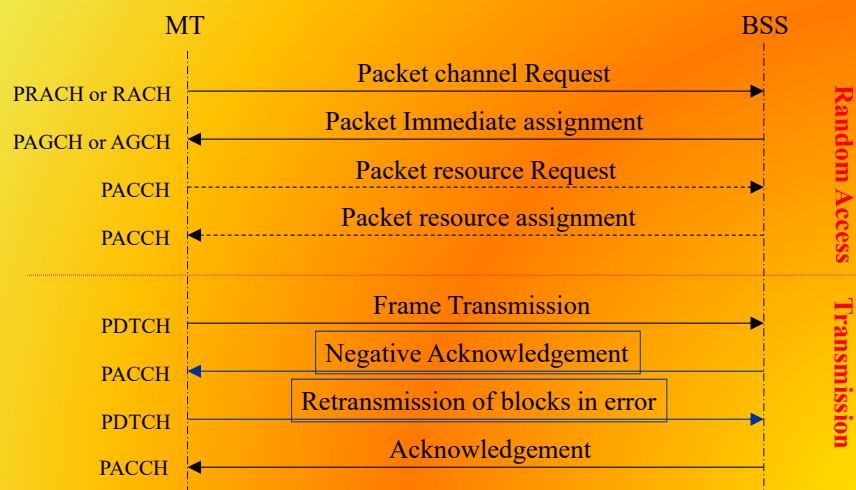 MT
BSS
Packet channel Request
PRACH or RACH
Packet Immediate assignment
PAGCH or AGCH
Packet resource Request
PACCH
Packet resource assignment
PACCH
Random Access
Frame Transmission
PDTCH
Negative Acknowledgement
PACCH
Retransmission of blocks in error
PDTCH
Acknowledgement
PACCH
Transmission